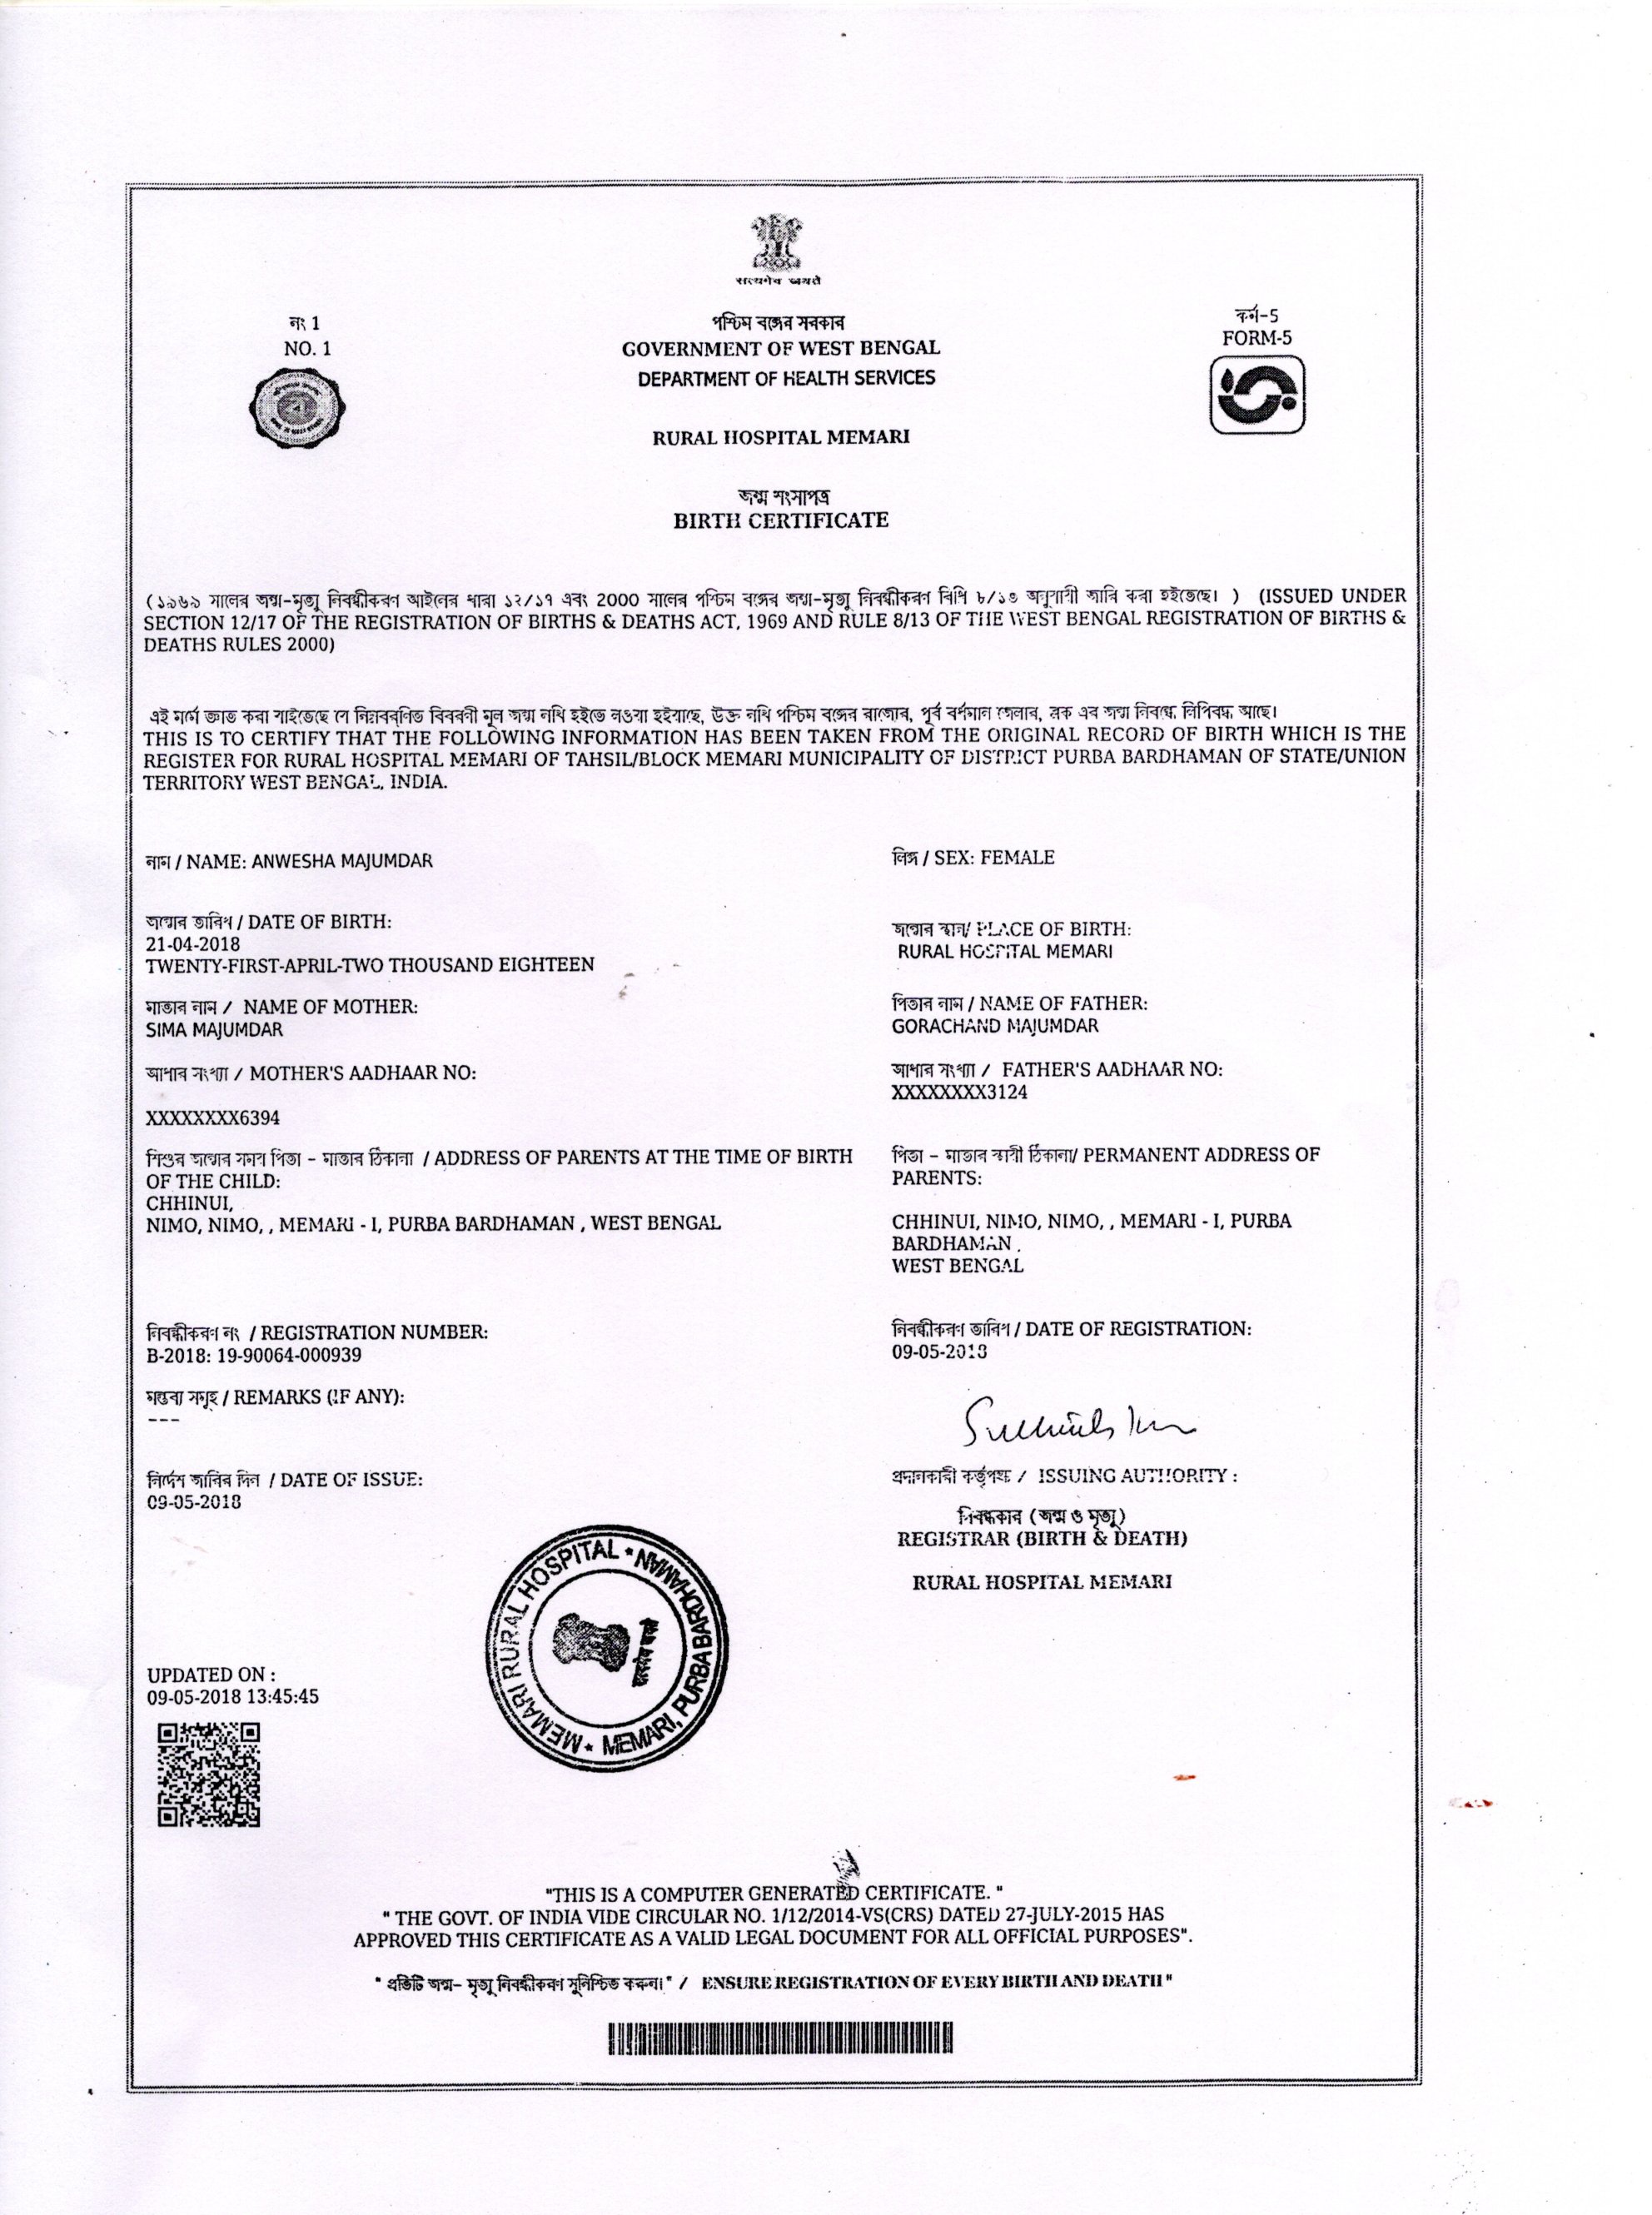 सत्यमेव जयते
নং 1
NO. 1
পশ্চিম বঙ্গের সরকার
GOVERNMENT OF WEST BENGAL
DEPARTMENT OF HEALTH SERVICES
RURAL HOSPITAL MEMARI
ফর্ম-5
FORM-5
জন্ম শংসাপত্র
BIRTH CERTIFICATE
(১৯৬৯ সালের জন্ম-মৃত্যু নিবন্ধীকরণ আইনের ধারা ১২/১৭ এবং 2000 সালের পশ্চিম বঙ্গের জন্ম-মৃত্যু নিবন্ধীকরণ বিধি ৮/১৩ অনুযায়ী জারি করা হইতেছে। ) (ISSUED UNDER
SECTION 12/17 OF THE REGISTRATION OF BIRTHS & DEATHS ACT, 1969 AND RULE 8/13 OF THE WEST BENGAL REGISTRATION OF BIRTHS &
DEATHS RULES 2000)
এই মর্মে জ্ঞাত করা যাইতেছে যে নিম্নবর্ণিত বিবরণী মূল জন্ম নথি হইতে নওয়া হইয়াছে, উক্ত নথি পশ্চিম বঙ্গের রাজ্যের, পূর্ব বর্ধমান জেলার, ব্লক এর জন্ম নিবন্ধে লিপিবদ্ধ আছে।
THIS IS TO CERTIFY THAT THE FOLLOWING INFORMATION HAS BEEN TAKEN FROM THE ORIGINAL RECORD OF BIRTH WHICH IS THE
REGISTER FOR RURAL HOSPITAL MEMARI OF TAHSIL/BLOCK MEMARI MUNICIPALITY OF DISTRICT PURBA BARDHAMAN OF STATE/UNION
TERRITORY WEST BENGAL, INDIA.
নাম / NAME: ANWESHA MAJUMDAR
লিঙ্গ / SEX: FEMALE
জন্মের তারিখ / DATE OF BIRTH:
21-04-2018
TWENTY-FIRST-APRIL-TWO THOUSAND EIGHTEEN
জন্মের স্থান/ PLACE OF BIRTH:
RURAL HOSPITAL MEMARI
মাতার নাম / NAME OF MOTHER:
SIMA MAJUMDAR
পিতার নাম / NAME OF FATHER:
GORACHAND MAJUMDAR
আধার সংখ্যা / MOTHER'S AADHAAR NO:
XXXXXXXX6394
আধার সংখ্যা / FATHER'S AADHAAR NO:
XXXXXXXX3124
শিশুর জন্মের সময় পিতা - মাতার ঠিকানা / ADDRESS OF PARENTS AT THE TIME OF BIRTH
OF THE CHILD:
CHHINUI,
NIMO, NIMO, , MEMARI - I, PURBA BARDHAMAN , WEST BENGAL
পিতা - মাতার স্থায়ী ঠিকানা/ PERMANENT ADDRESS OF
PARENTS:
CHHINUI, NIMO, NIMO, , MEMARI - I, PURBA
BARDHAMAN ,
WEST BENGAL
নিবন্ধীকরণ নং / REGISTRATION NUMBER:
B-2018: 19-90064-000939
নিবন্ধীকরণ তারিখ / DATE OF REGISTRATION:
09-05-2018
মন্তব্য সমূহ / REMARKS (IF ANY):
---
নির্দেশ জারির দিন / DATE OF ISSUE:
09-05-2018
প্রদানকারী কর্তৃপক্ষ / ISSUING AUTHORITY :
নিবন্ধকার (জন্ম ও মৃত্যু)
REGISTRAR (BIRTH & DEATH)
RURAL HOSPITAL MEMARI
MEMARI RURAL HOSPITAL * MEMARI, PURBA BARDHAMAN *
सत्यमेव जयते
UPDATED ON :
09-05-2018 13:45:45
"THIS IS A COMPUTER GENERATED CERTIFICATE. "
" THE GOVT. OF INDIA VIDE CIRCULAR NO. 1/12/2014-VS(CRS) DATED 27-JULY-2015 HAS
APPROVED THIS CERTIFICATE AS A VALID LEGAL DOCUMENT FOR ALL OFFICIAL PURPOSES".
" প্রতিটি জন্ম- মৃত্যু নিবন্ধীকরণ সুনিশ্চিত করুন।" / ENSURE REGISTRATION OF EVERY BIRTH AND DEATH "